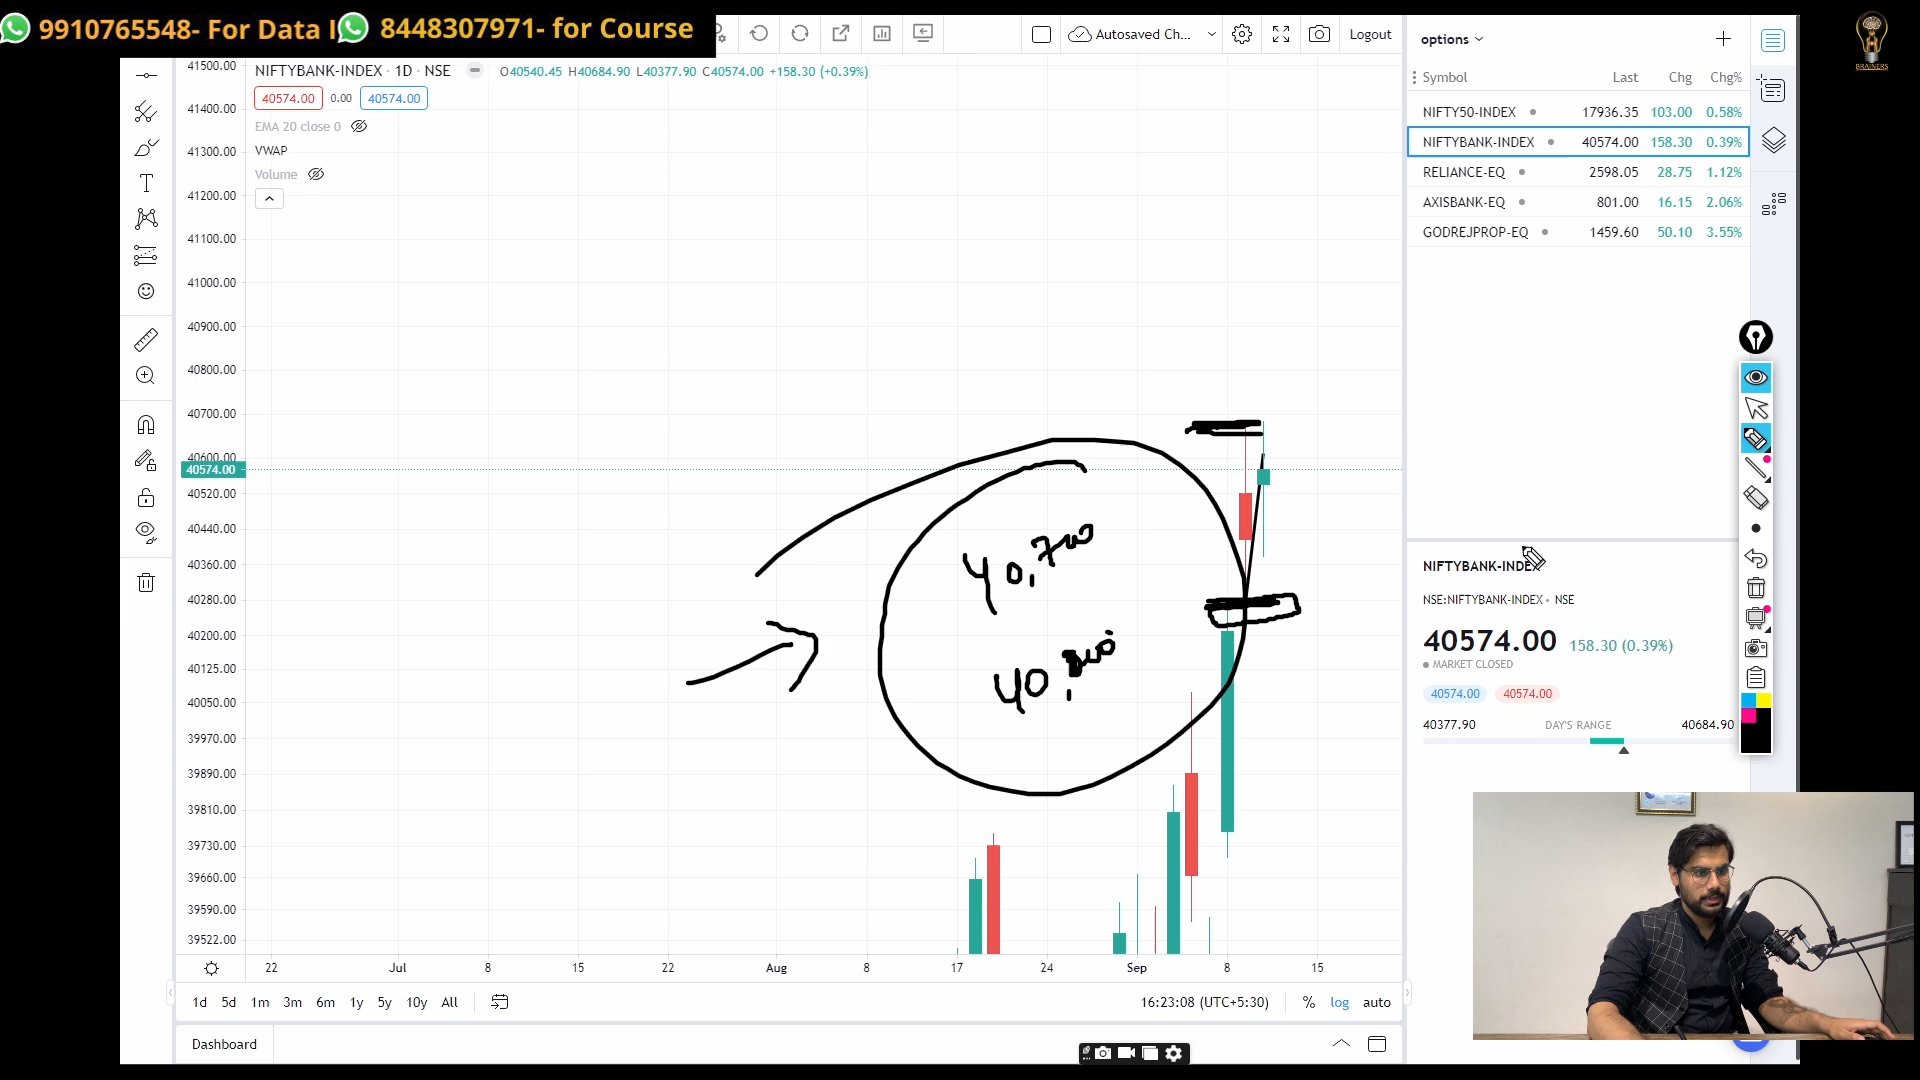 9910765548- For Data I
8448307971- for Course
BRAINERS
Autosaved Ch...
Logout
options
NIFTYBANK-INDEX · 1D · NSE
O40540.45 H40684.90 L40377.90 C40574.00 +158.30 (+0.39%)
40574.00 0.00 40574.00
EMA 20 close 0
VWAP
Volume
41500.00
41400.00
41300.00
41200.00
41100.00
41000.00
40900.00
40800.00
40700.00
40600.00
40574.00
40520.00
40440.00
40360.00
40280.00
40200.00
40125.00
40050.00
39970.00
39890.00
39810.00
39730.00
39660.00
39590.00
39522.00
40,700
22 Jul 8 15 22 Aug 8 17 24 Sep 8 15
1d 5d 1m 3m 6m 1y 5y 10y All
16:23:08 (UTC+5:30) % log auto
Dashboard
Symbol Last Chg Chg%
NIFTY50-INDEX 17936.35 103.00 0.58%
NIFTYBANK-INDEX 40574.00 158.30 0.39%
RELIANCE-EQ 2598.05 28.75 1.12%
AXISBANK-EQ 801.00 16.15 2.06%
GODREJPROP-EQ 1459.60 50.10 3.55%
NIFTYBANK-INDEX
NSE:NIFTYBANK-INDEX • NSE
40574.00 158.30 (0.39%)
MARKET CLOSED
40574.00 40574.00
40377.90 DAY'S RANGE 40684.90